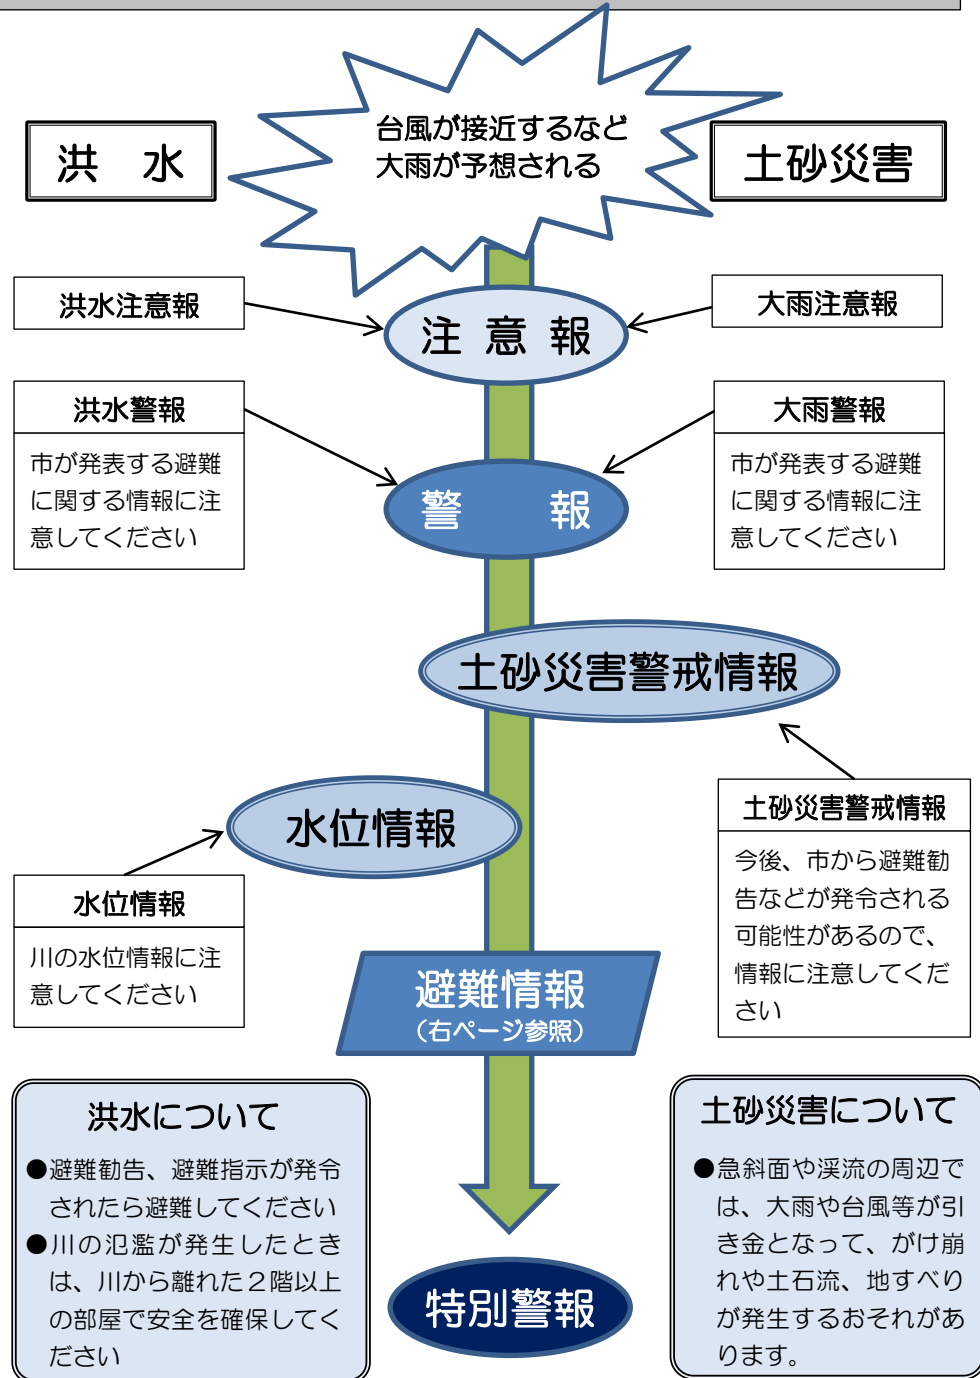 台風が接近するなど
大雨が予想される
洪　水
土砂災害
洪水注意報
大雨注意報
注 意 報
洪水警報
市が発表する避難
に関する情報に注
意してください
大雨警報
市が発表する避難
に関する情報に注
意してください
警　　報
土砂災害警戒情報
水位情報
土砂災害警戒情報
今後、市から避難勧
告などが発令される
可能性があるので、
情報に注意してくだ
さい
水位情報
川の水位情報に注
意してください
避難情報
（右ページ参照）
洪水について
●避難勧告、避難指示が発令
されたら避難してください
●川の氾濫が発生したとき
は、川から離れた２階以上
の部屋で安全を確保してく
ださい
土砂災害について
●急斜面や渓流の周辺で
は、大雨や台風等が引
き金となって、がけ崩
れや土石流、地すべり
が発生するおそれがあ
ります。
特別警報